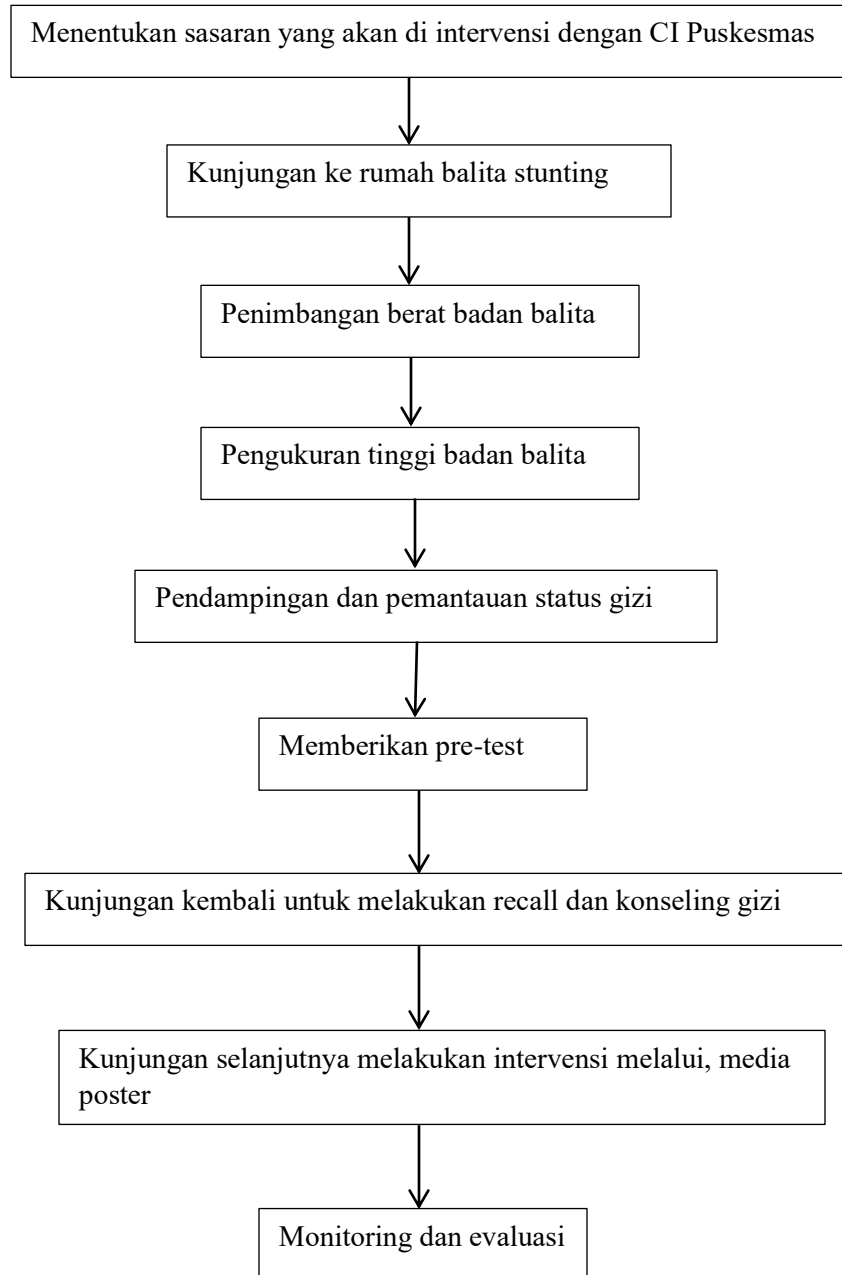 Menentukan sasaran yang akan di intervensi dengan CI Puskesmas
Kunjungan ke rumah balita stunting
Penimbangan berat badan balita
Pengukuran tinggi badan balita
Pendampingan dan pemantauan status gizi
Memberikan pre-test
Kunjungan kembali untuk melakukan recall dan konseling gizi
Kunjungan selanjutnya melakukan intervensi melalui, media
poster
Monitoring dan evaluasi